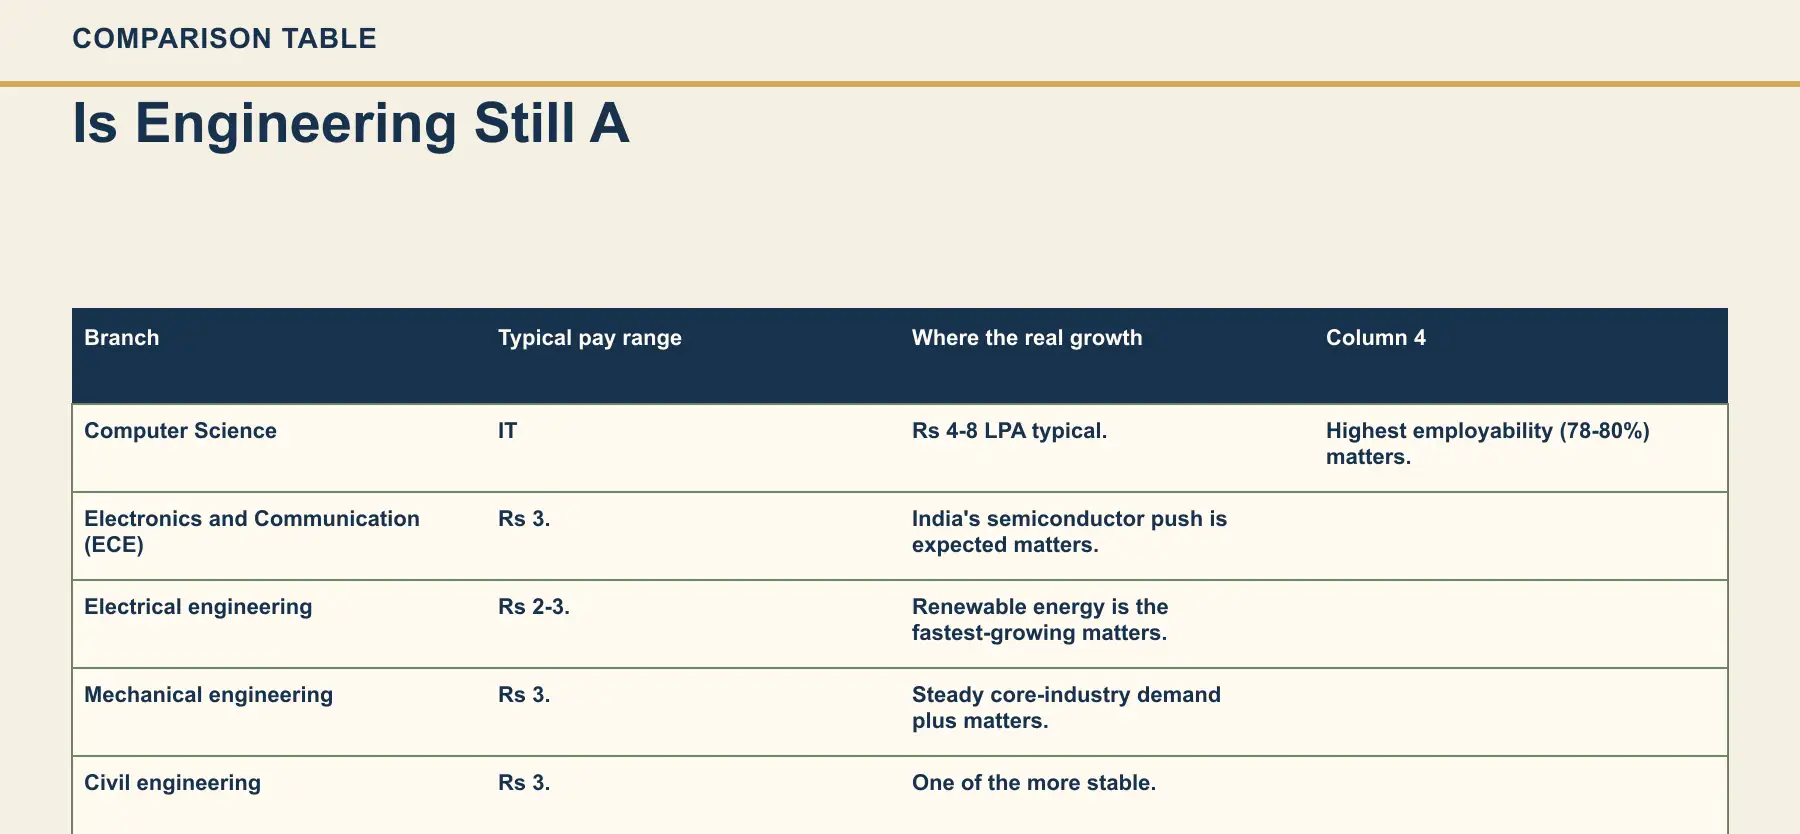 COMPARISON TABLE
Is Engineering Still A
Branch Typical pay range Where the real growth Column 4
Computer Science IT Rs 4-8 LPA typical. Highest employability (78-80%)
matters.
Electronics and Communication Rs 3. India's semiconductor push is
(ECE) expected matters.
Electrical engineering Rs 2-3. Renewable energy is the
fastest-growing matters.
Mechanical engineering Rs 3. Steady core-industry demand
plus matters.
Civil engineering Rs 3. One of the more stable.